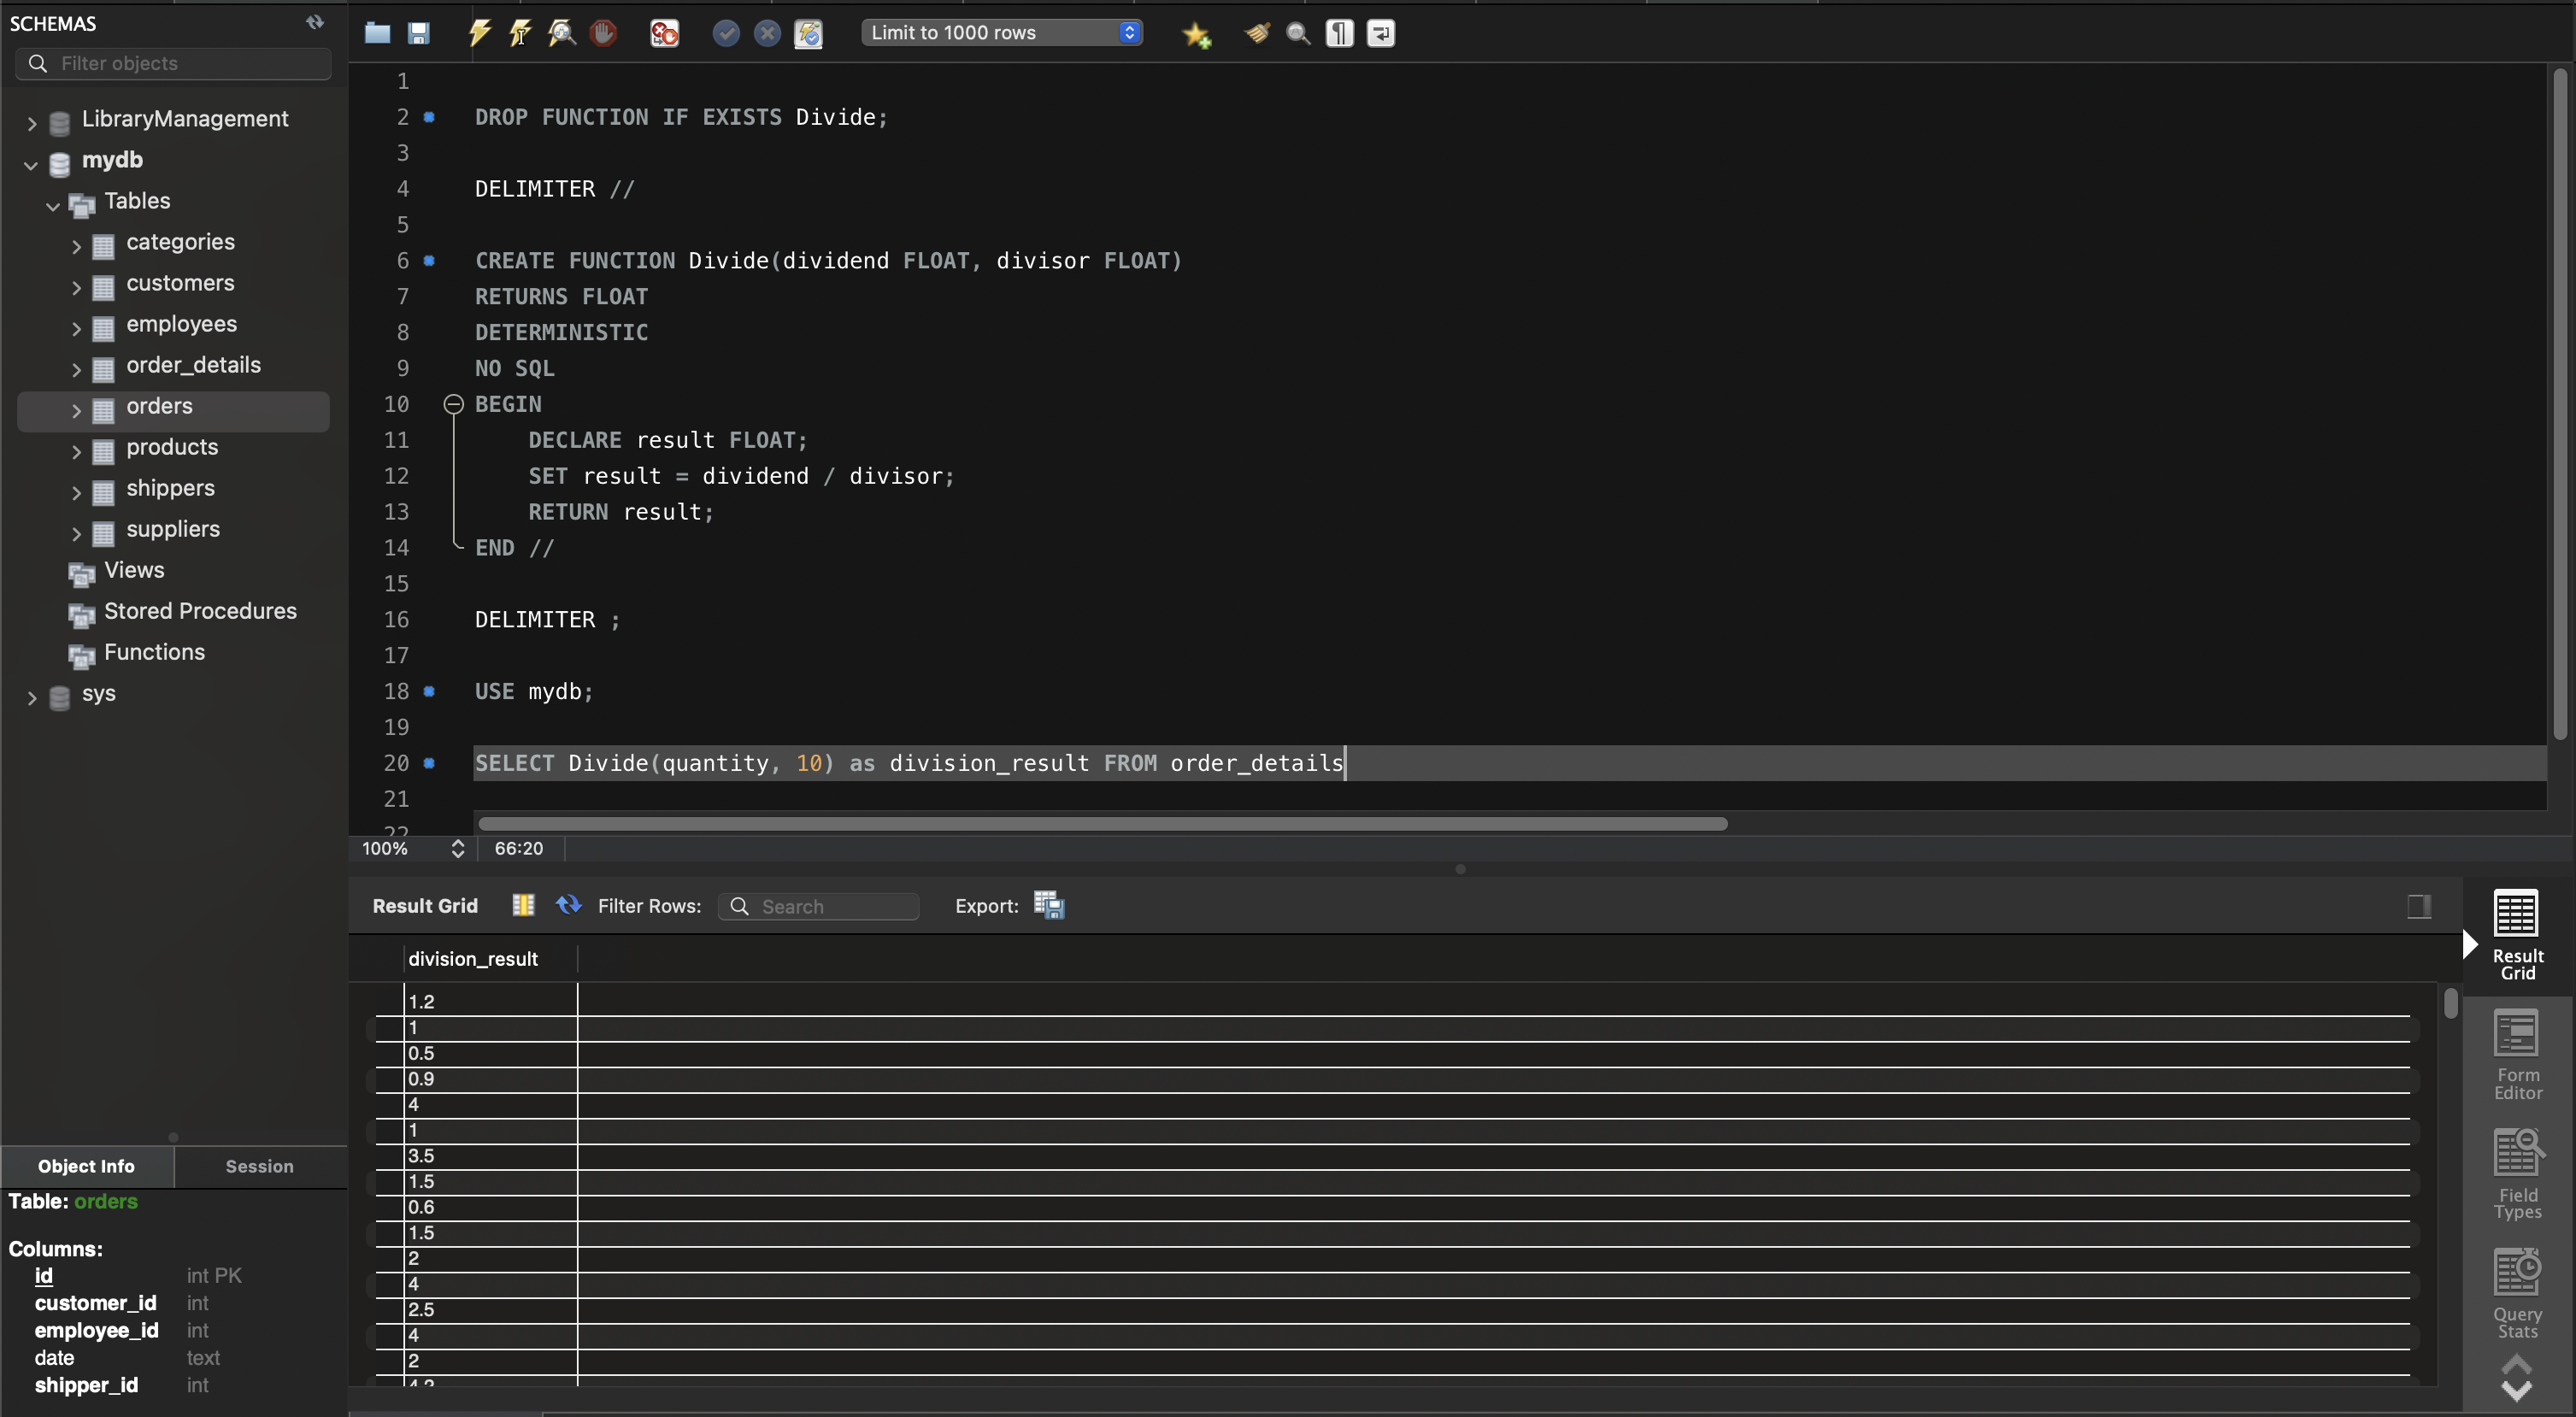 SCHEMAS
Filter objects
LibraryManagement
mydb
Tables
categories
customers
employees
order_details
orders
products
shippers
suppliers
Views
Stored Procedures
Functions
sys
Object Info Session
Table: orders
Columns:
id int PK
customer_id int
employee_id int
date text
shipper_id int
Limit to 1000 rows
1
2 DROP FUNCTION IF EXISTS Divide;
3
4 DELIMITER //
5
6 CREATE FUNCTION Divide(dividend FLOAT, divisor FLOAT)
7 RETURNS FLOAT
8 DETERMINISTIC
9 NO SQL
10 BEGIN
11 DECLARE result FLOAT;
12 SET result = dividend / divisor;
13 RETURN result;
14 END //
15
16 DELIMITER ;
17
18 USE mydb;
19
20 SELECT Divide(quantity, 10) as division_result FROM order_details
21
22
100% 66:20
Result Grid Filter Rows: Search Export:
division_result
1.2
1
0.5
0.9
4
1
3.5
1.5
0.6
1.5
2
4
2.5
4
2
Result
Grid
Form
Editor
Field
Types
Query
Stats